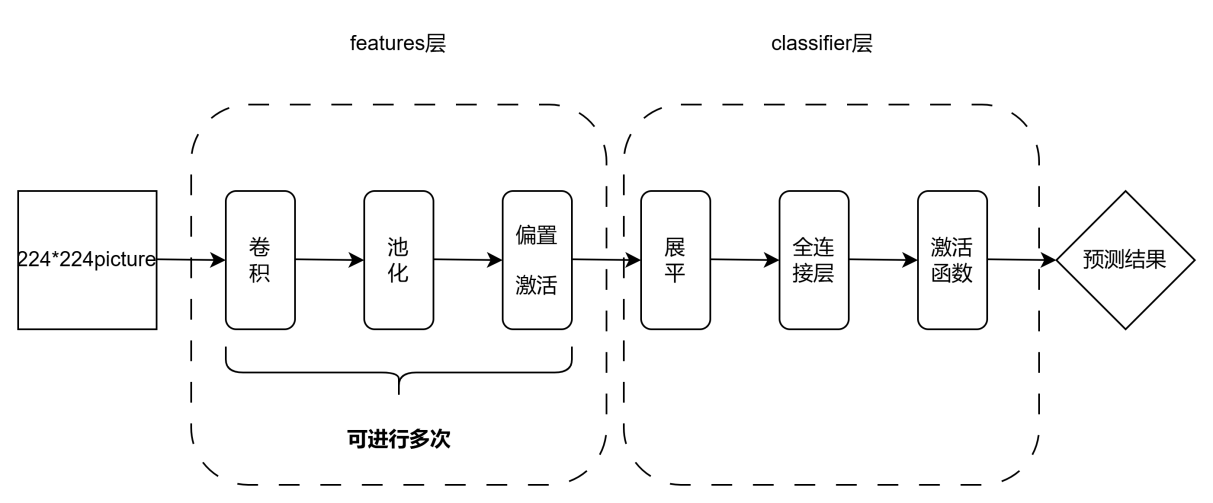 features层
classifier层
224*224picture
卷
积
池
化
偏置
激活
展
平
全连
接层
激活
函数
预测结果
可进行多次